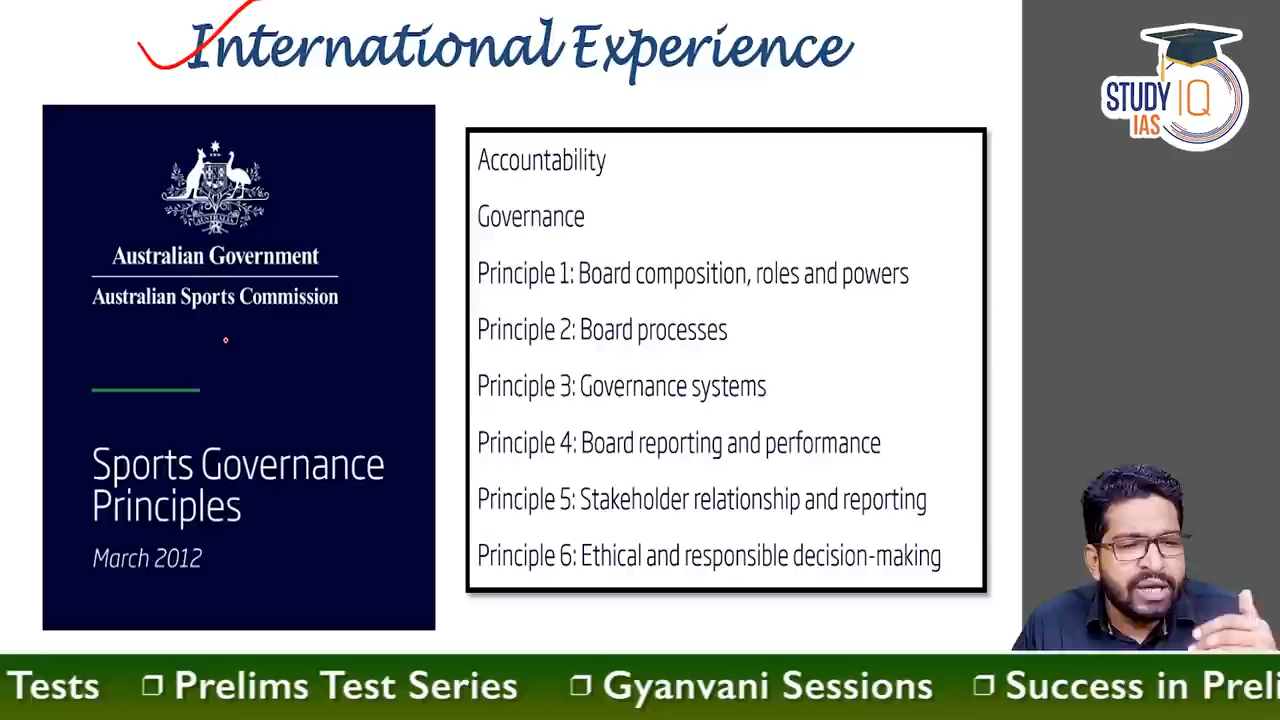 International Experience
STUDY IQ
IAS
AUSTRALIA
Australian Government
Australian Sports Commission
Sports Governance
Principles
March 2012
Accountability
Governance
Principle 1: Board composition, roles and powers
Principle 2: Board processes
Principle 3: Governance systems
Principle 4: Board reporting and performance
Principle 5: Stakeholder relationship and reporting
Principle 6: Ethical and responsible decision-making
Tests ❐ Prelims Test Series ❐ Gyanvani Sessions ❐ Success in Preli